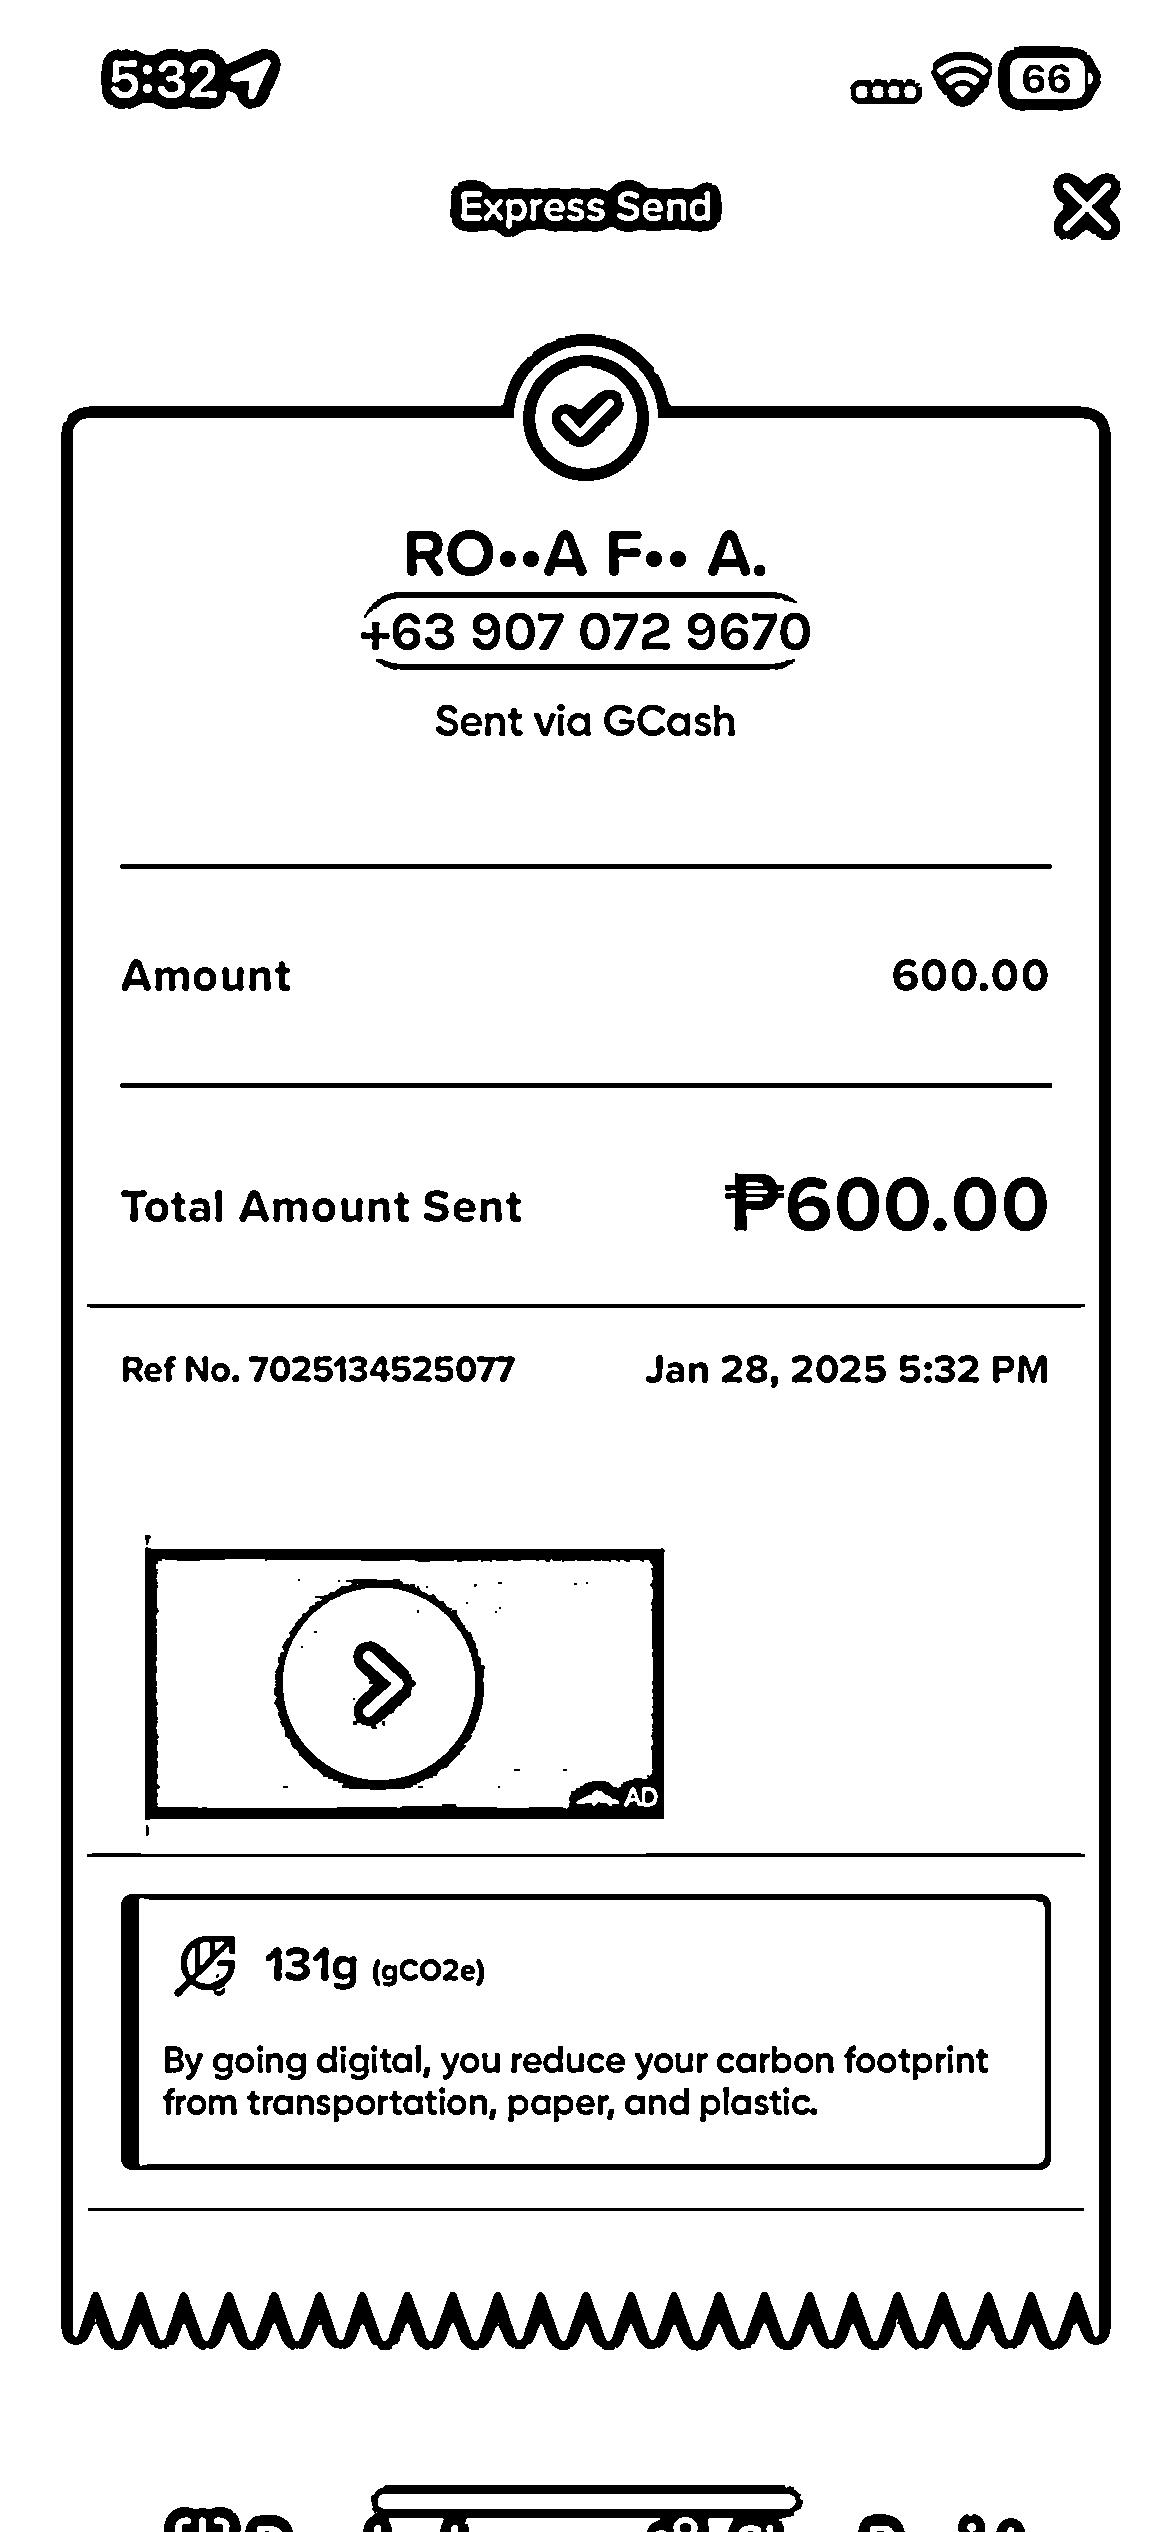 5:32
66
Express Send
RO••A F•• A.
+63 907 072 9670
Sent via GCash
Amount 600.00
Total Amount Sent ₱600.00
Ref No. 7025134525077 Jan 28, 2025 5:32 PM
AD
131g (gCO2e)
By going digital, you reduce your carbon footprint
from transportation, paper, and plastic.